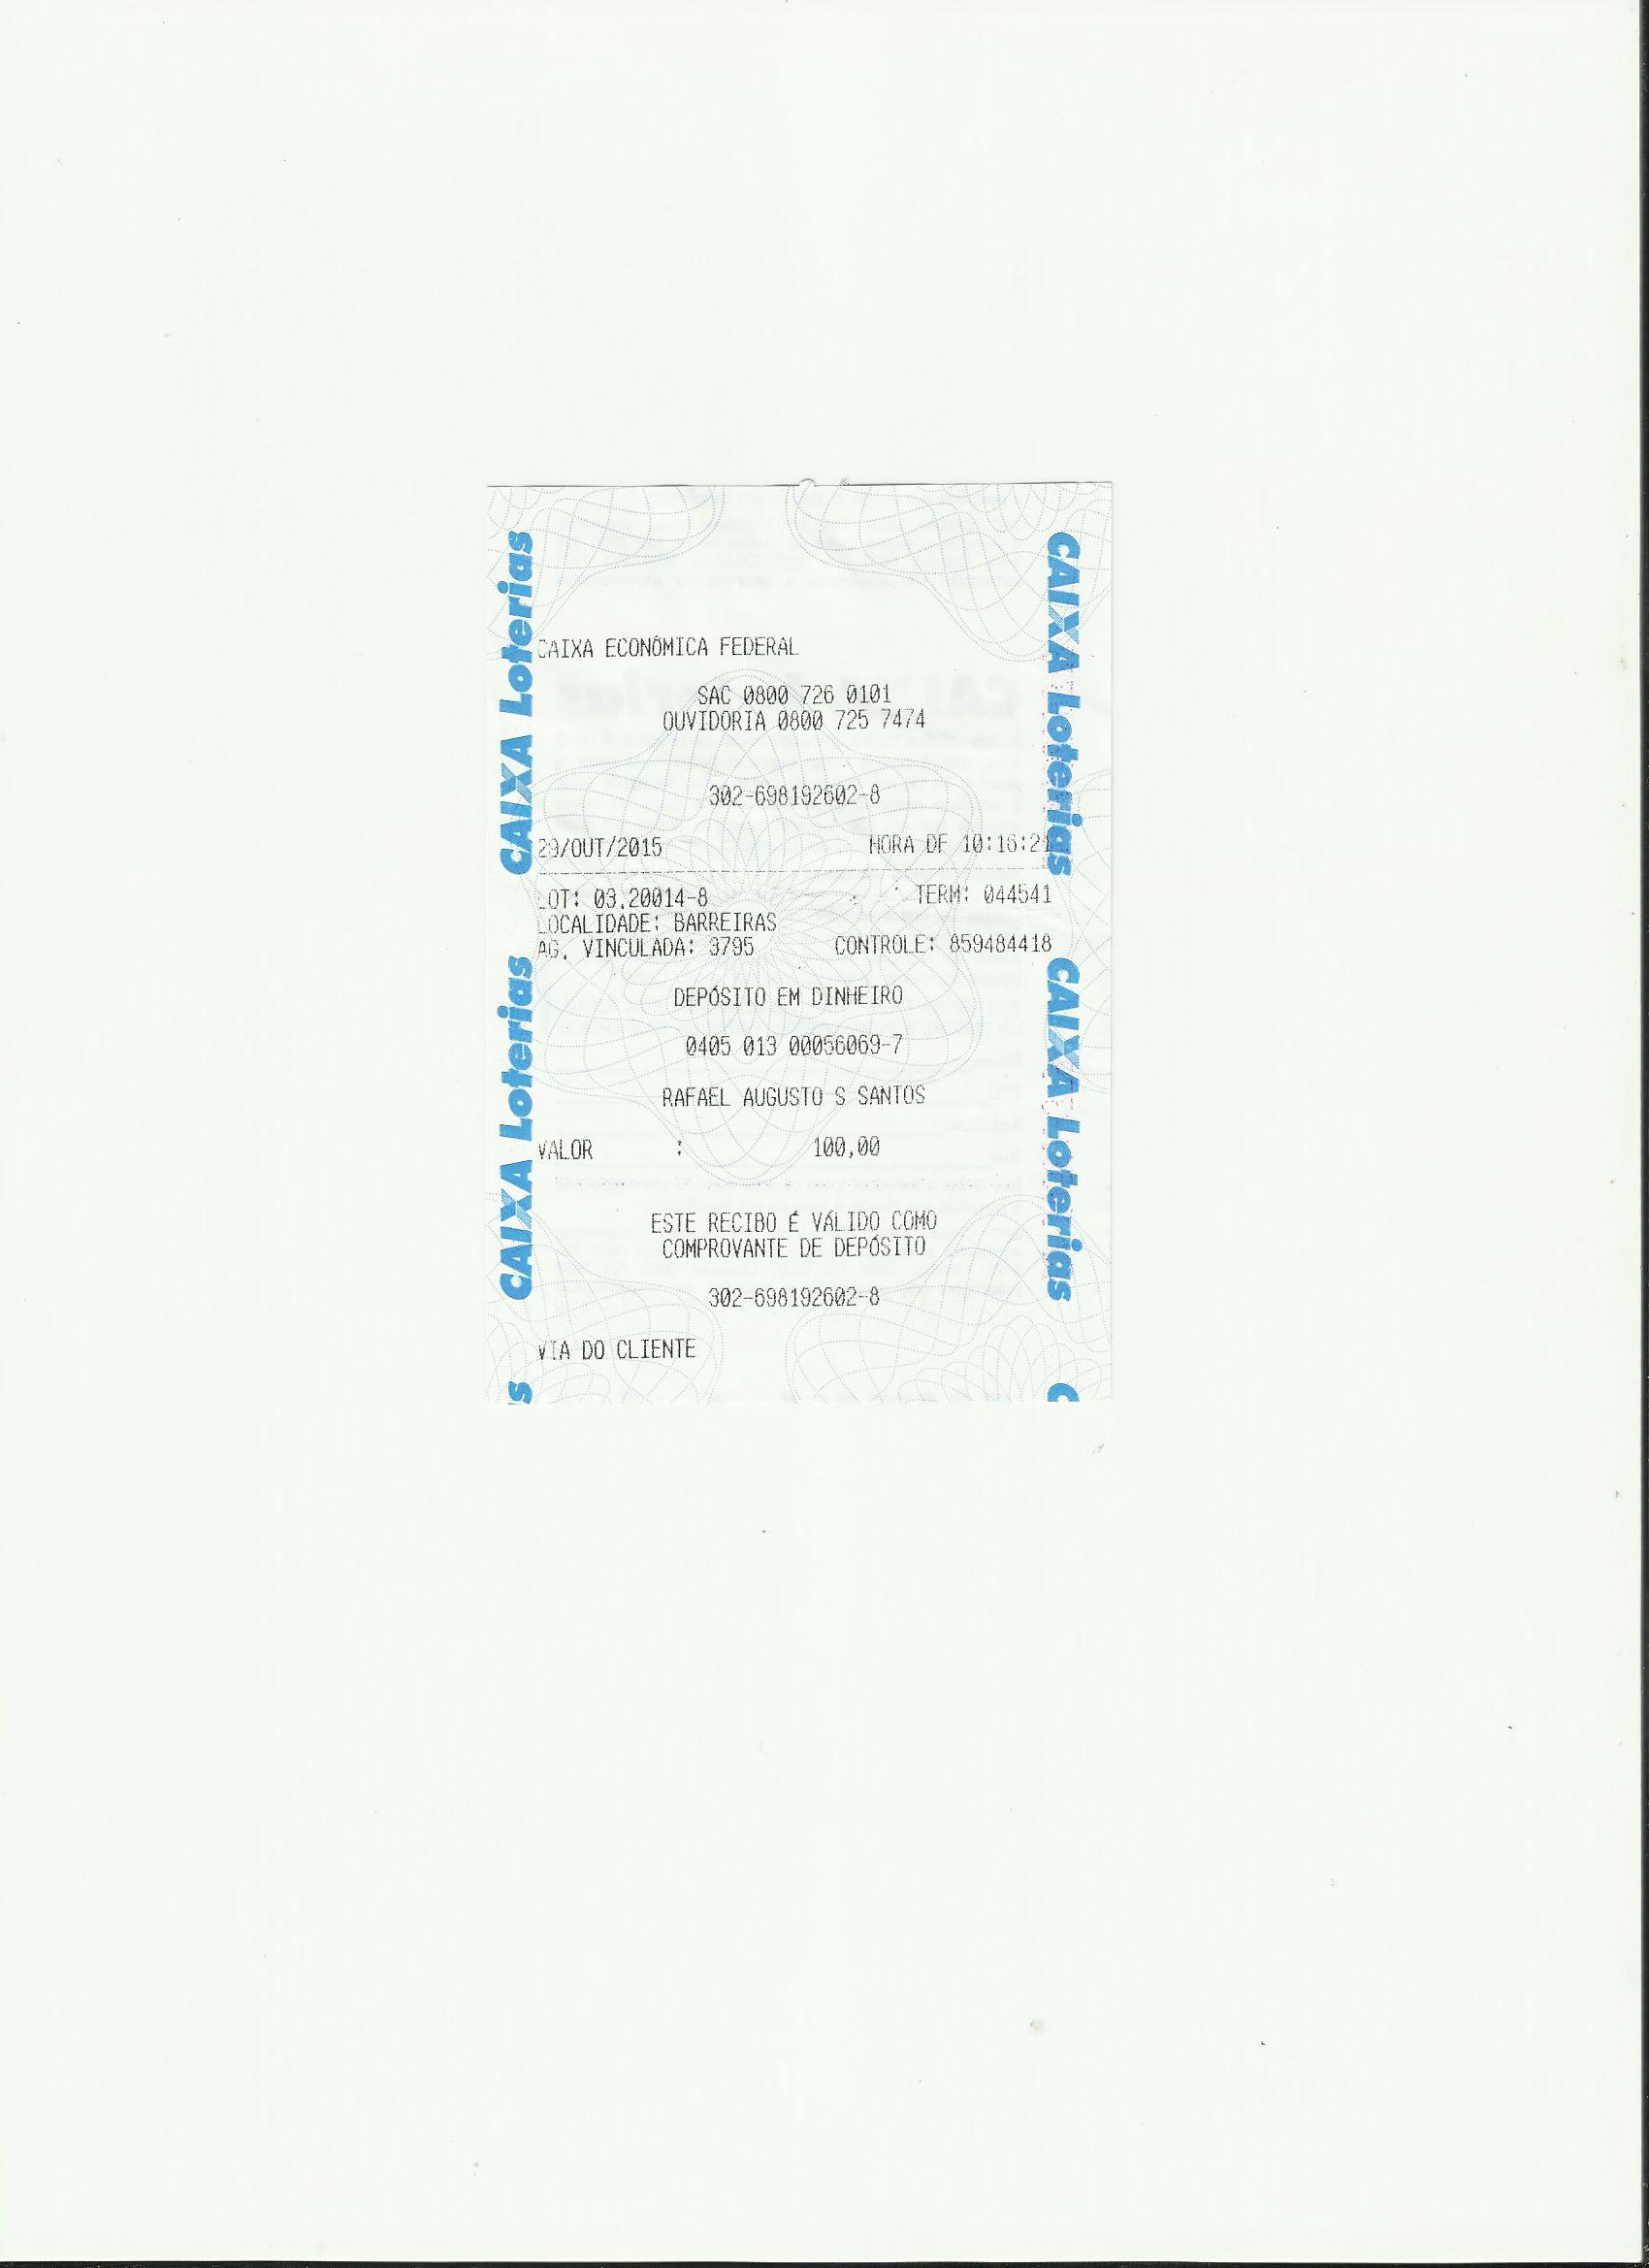 CAIXA Loterias
CAIXA Loterias
CAIXA Loterias
CAIXA Loterias
CAIXA ECONÔMICA FEDERAL
SAC 0800 726 0101
OUVIDORIA 0800 725 7474
302-698192602-8
29/OUT/2015 HORA DF 10:16:21
LOT: 03.20014-8 TERM: 044541
LOCALIDADE: BARREIRAS
AG. VINCULADA: 3795 CONTROLE: 859484418
DEPÓSITO EM DINHEIRO
0405 013 00056069-7
RAFAEL AUGUSTO S SANTOS
VALOR : 100,00
ESTE RECIBO É VÁLIDO COMO
COMPROVANTE DE DEPÓSITO
302-698192602-8
VIA DO CLIENTE